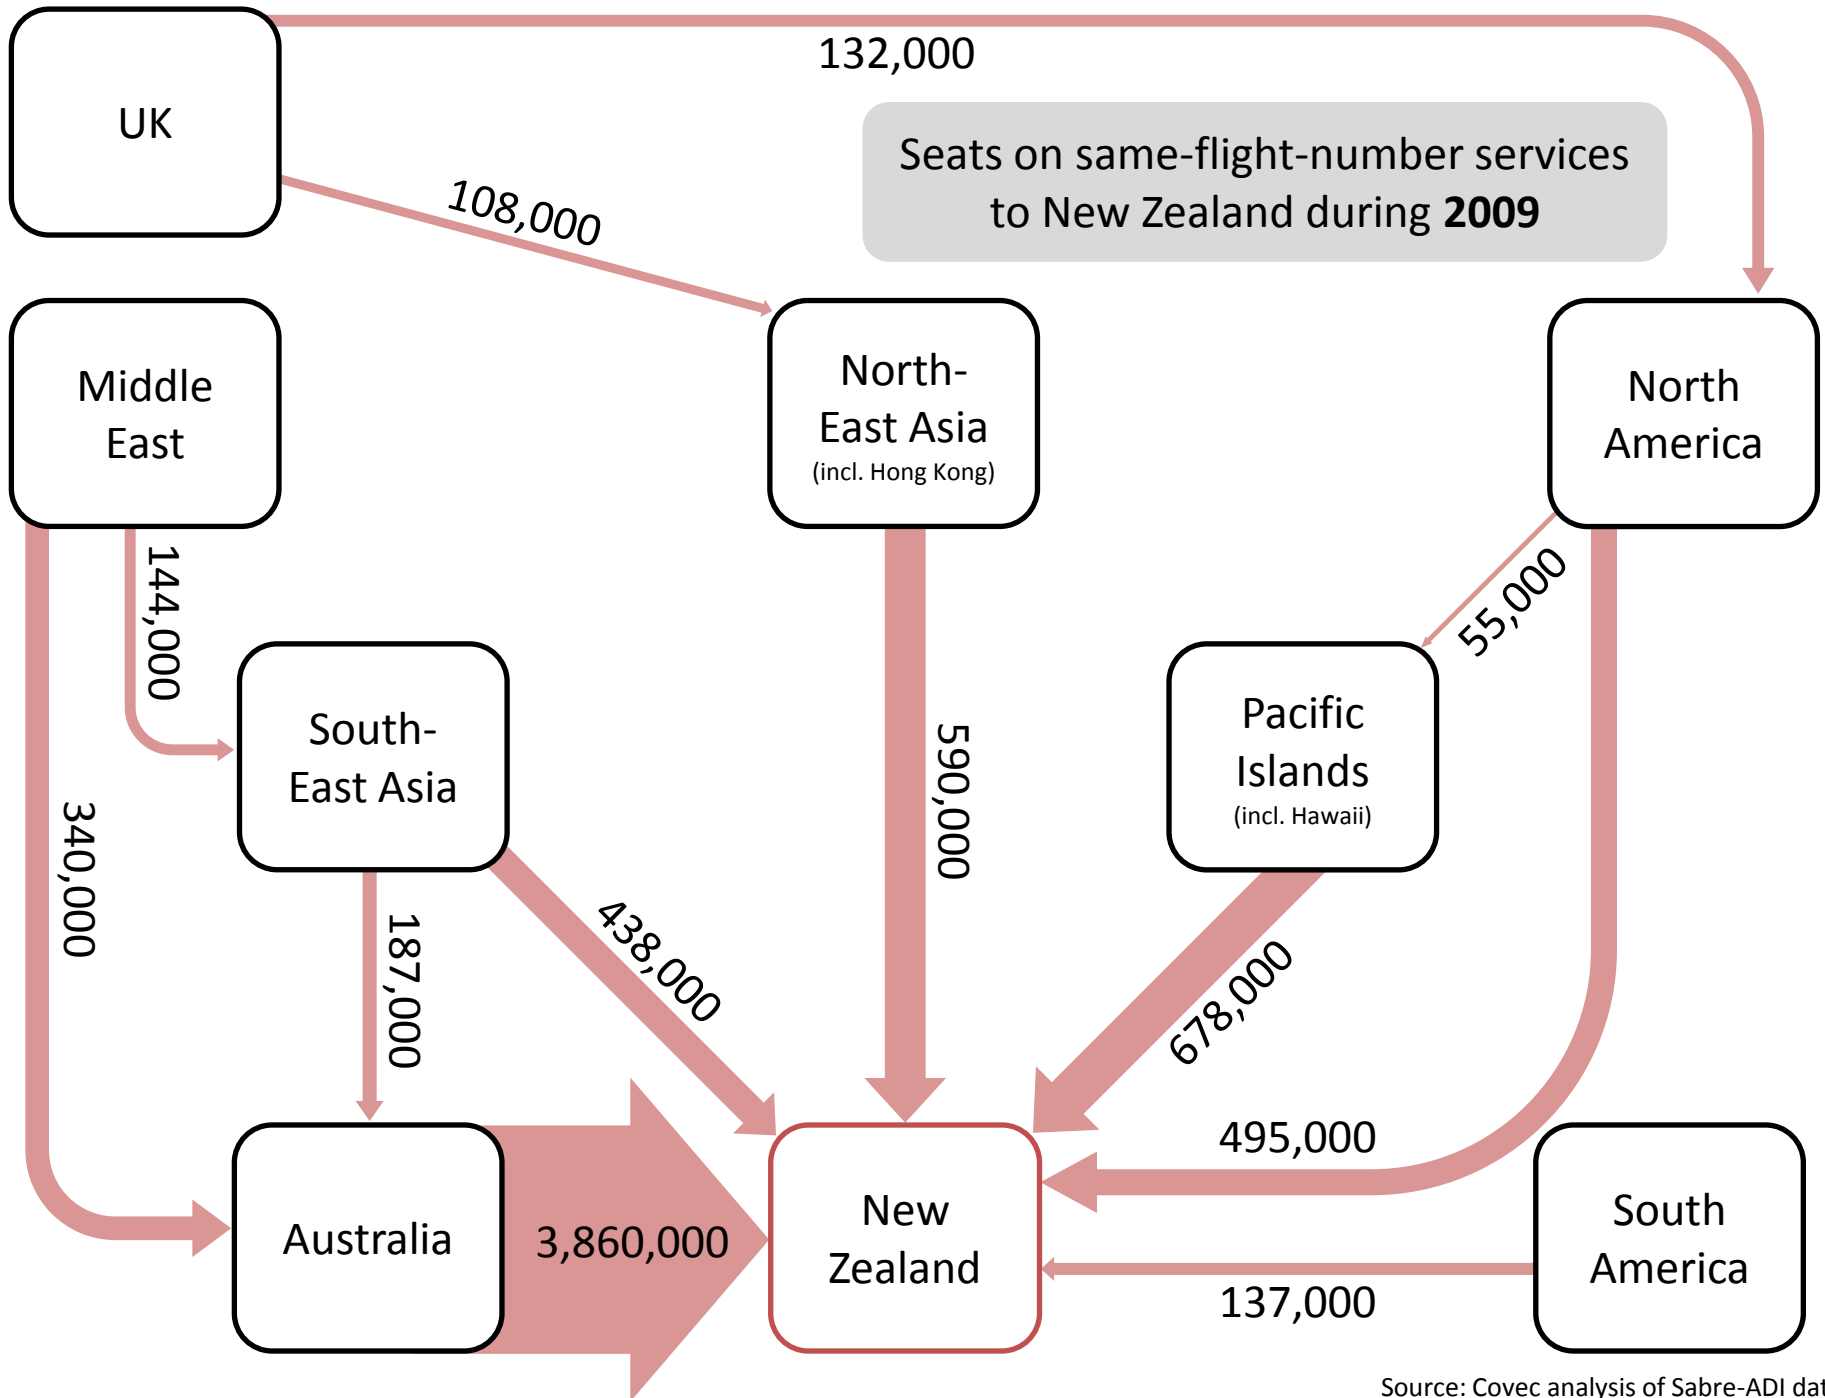 UK
132,000
Seats on same-flight-number services
to New Zealand during 2009
108,000
Middle
East
North-
East Asia
(incl. Hong Kong)
North
America
144,000
55,000
South-
East Asia
Pacific
Islands
(incl. Hawaii)
590,000
340,000
187,000
438,000
678,000
495,000
Australia
3,860,000
New
Zealand
South
America
137,000
Source: Covec analysis of Sabre-ADI dat